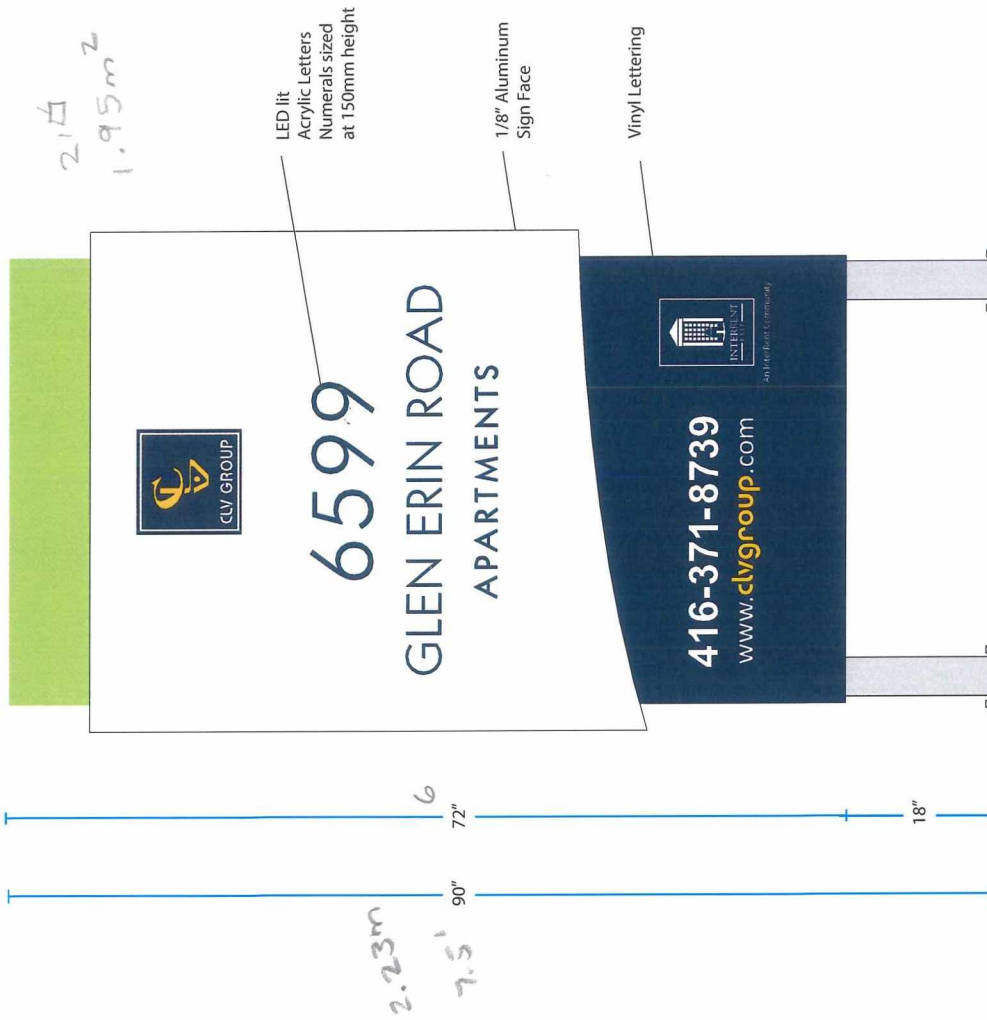 21
1.95m²
LED lit
Acrylic Letters
Numerals sized
at 150mm height
CLV GROUP
6599
GLEN ERIN ROAD
APARTMENTS
1/8" Aluminum
Sign Face
Vinyl Lettering
416-371-8739
www.clvgroup.com
INTERRENT
An InterRent Community
90"
72"
18"
6
2.23m
7.5'